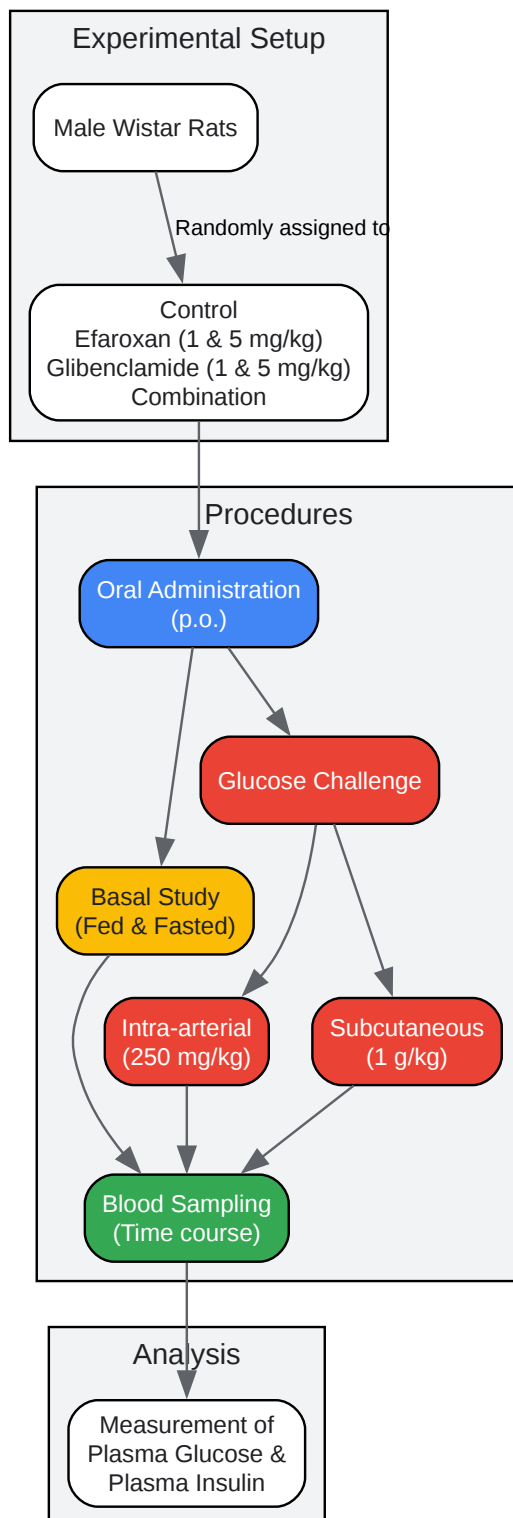 Experimental Setup
Male Wistar Rats
Randomly assigned to
Control
Efaroxan (1 & 5 mg/kg)
Glibenclamide (1 & 5 mg/kg)
Combination
Procedures
Oral Administration
(p.o.)
Glucose Challenge
Basal Study
(Fed & Fasted)
Intra-arterial
(250 mg/kg)
Subcutaneous
(1 g/kg)
Blood Sampling
(Time course)
Analysis
Measurement of
Plasma Glucose &
Plasma Insulin